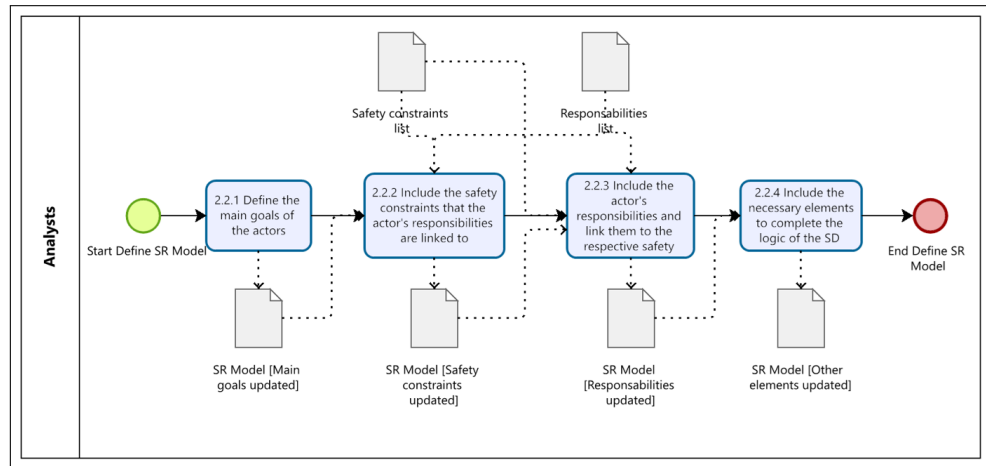 Analysts
Safety constraints
list
Responsabilities
list
Start Define SR Model
2.2.1 Define the
main goals of
the actors
2.2.2 Include the safety
constraints that the
actor's responsibilities
are linked to
2.2.3 Include the
actor's
responsibilities and
link them to the
respective safety
2.2.4 Include the
necessary elements
to complete the
logic of the SD
End Define SR
Model
SR Model [Main
goals updated]
SR Model [Safety
constraints
updated]
SR Model
[Responsabilities
updated]
SR Model [Other
elements updated]